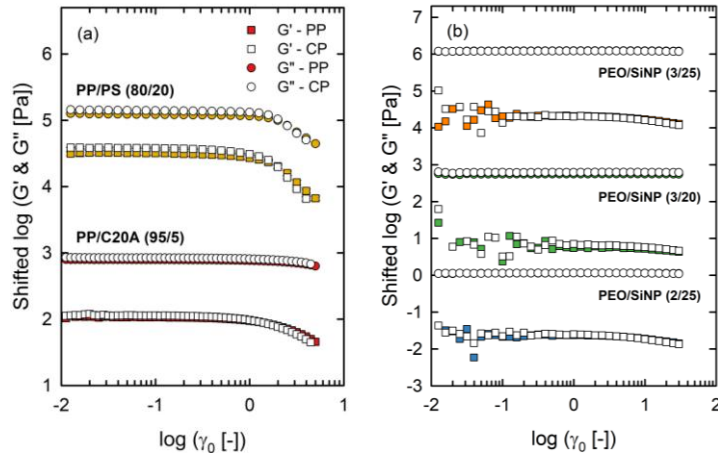 (a)
G' - PP
G' - CP
G" - PP
G" - CP
PP/PS (80/20)
PP/C20A (95/5)
Shifted log (G' & G" [Pa])
6
5
4
3
2
1
-2
-1
0
1
log (γ0 [-])
(b)
PEO/SiNP (3/25)
PEO/SiNP (3/20)
PEO/SiNP (2/25)
Shifted log (G' & G" [Pa])
7
6
5
4
3
2
1
0
-1
-2
-3
-2
-1
0
1
2
log (γ0 [-])